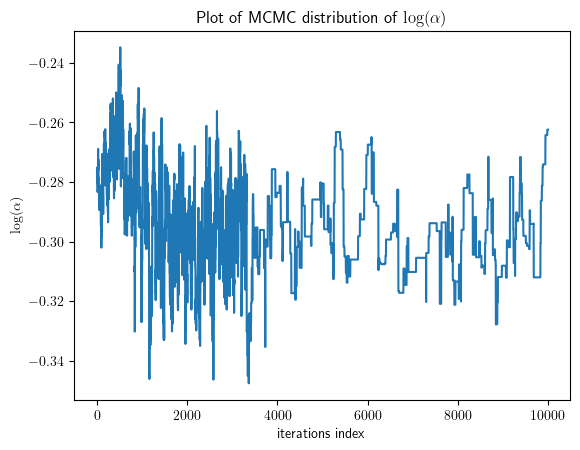 Plot of MCMC distribution of log(α)
log(α)
−0.24
−0.26
−0.28
−0.30
−0.32
−0.34
0 2000 4000 6000 8000 10000
iterations index